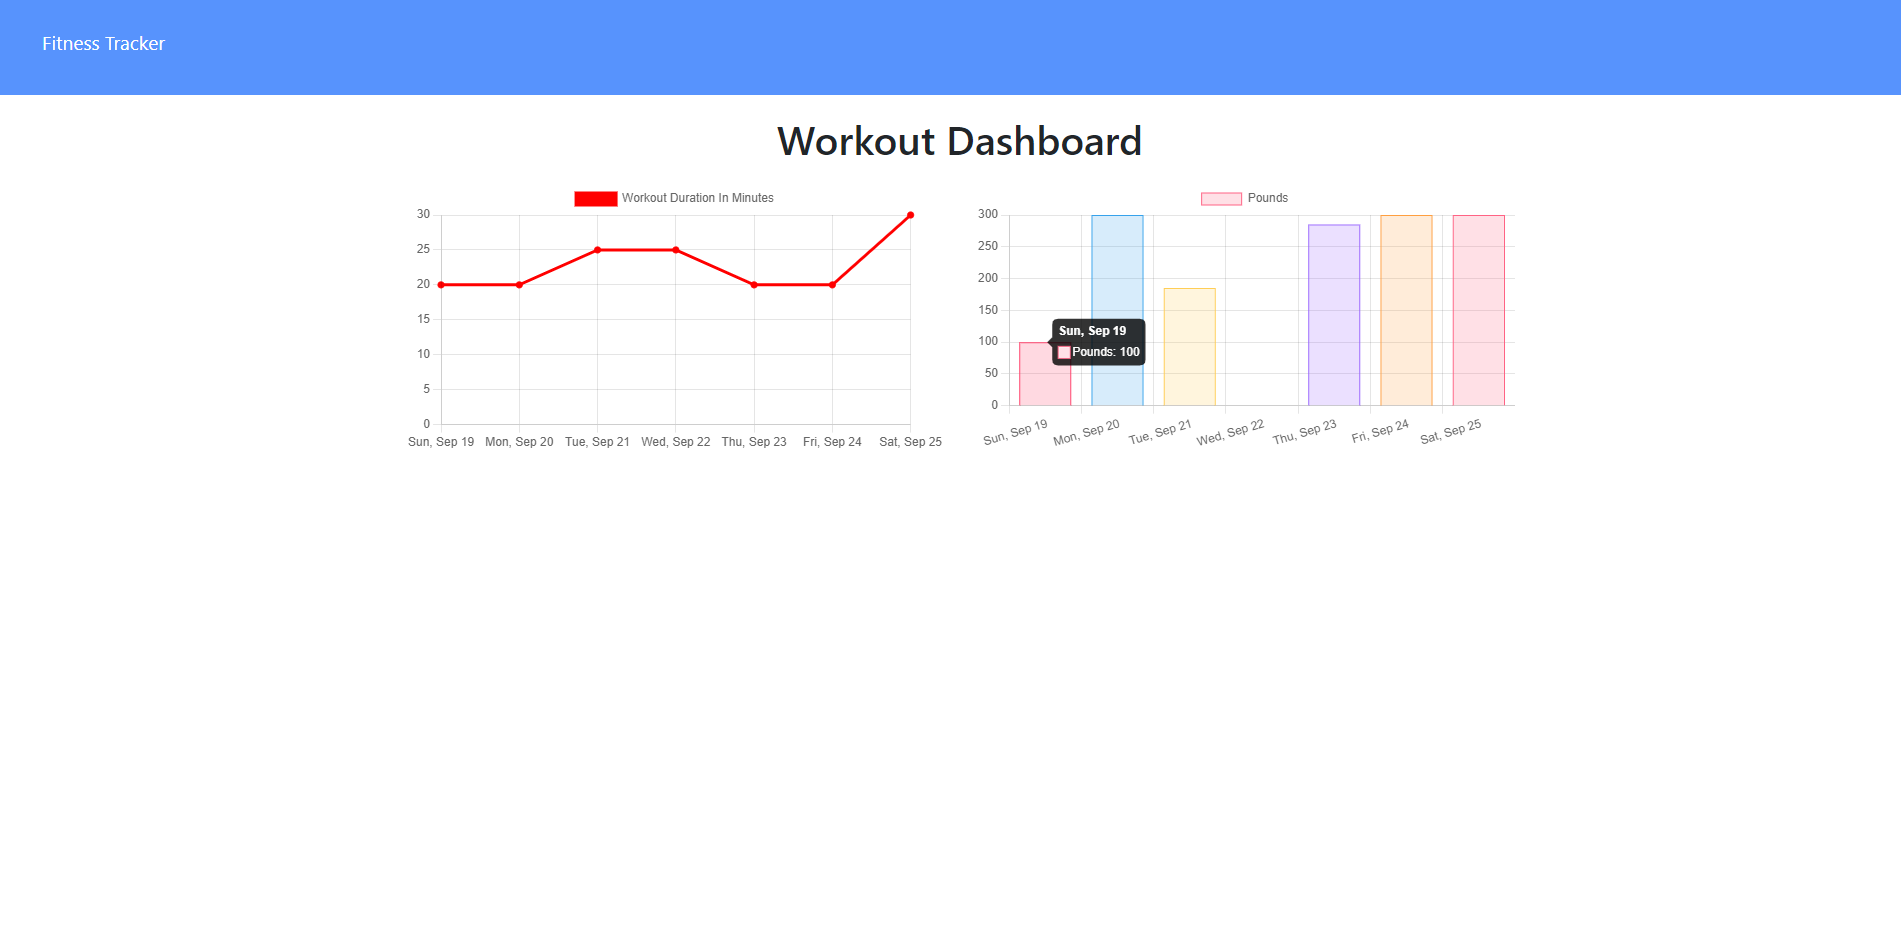 Fitness Tracker
Workout Dashboard
Workout Duration In Minutes
30
25
20
15
10
5
0
Sun, Sep 19 Mon, Sep 20 Tue, Sep 21 Wed, Sep 22 Thu, Sep 23 Fri, Sep 24 Sat, Sep 25
Pounds
300
250
200
150
100
50
0
Sun, Sep 19
Pounds: 100
Sun, Sep 19 Mon, Sep 20 Tue, Sep 21 Wed, Sep 22 Thu, Sep 23 Fri, Sep 24 Sat, Sep 25